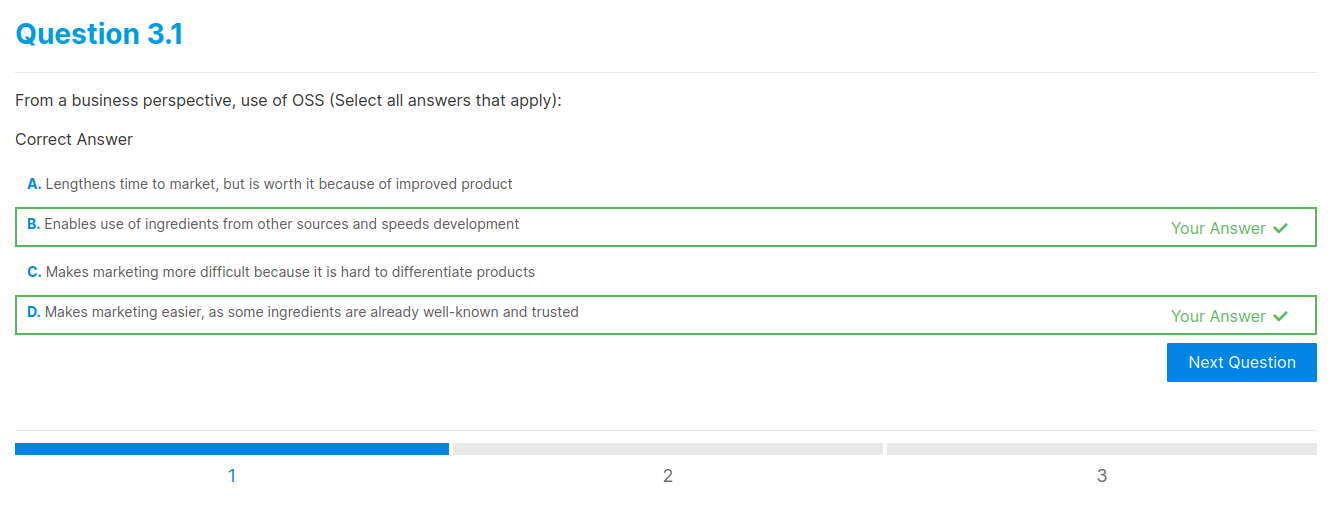 Question 3.1
From a business perspective, use of OSS (Select all answers that apply):
Correct Answer
A. Lengthens time to market, but is worth it because of improved product
B. Enables use of ingredients from other sources and speeds development
Your Answer ✔
C. Makes marketing more difficult because it is hard to differentiate products
D. Makes marketing easier, as some ingredients are already well-known and trusted
Your Answer ✔
Next Question
1
2
3